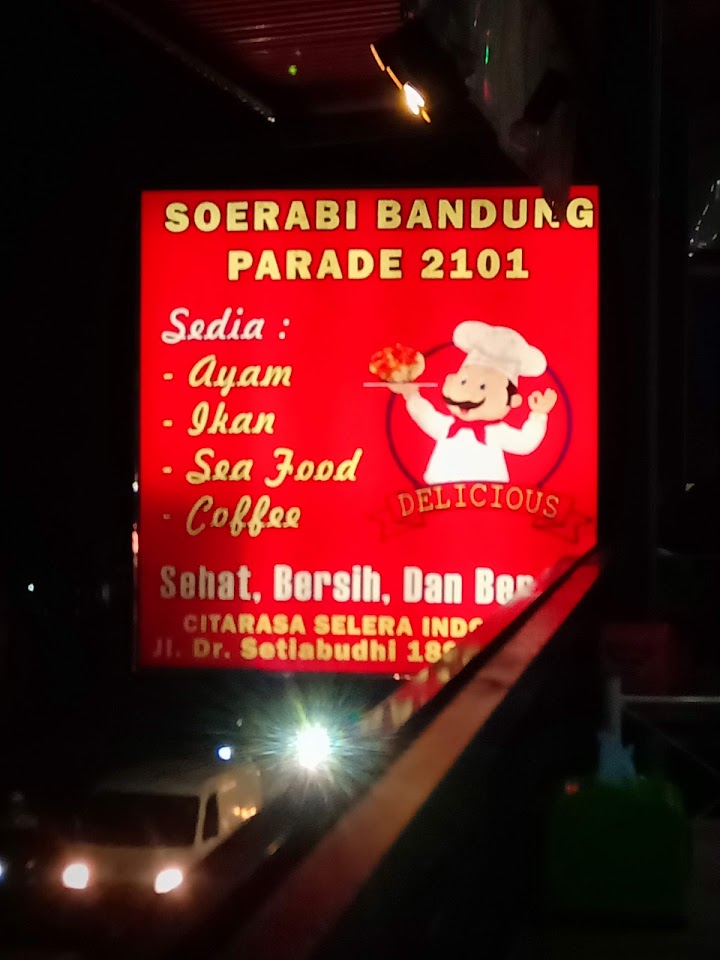 SOERABI BANDUNG
PARADE 2101
Sedia :
- Ayam
- Ikan
- Sea Food
- Coffee
DELICIOUS
Sehat, Bersih, Dan
CITARASA SELERA
Jl. Dr. Setiabudhi